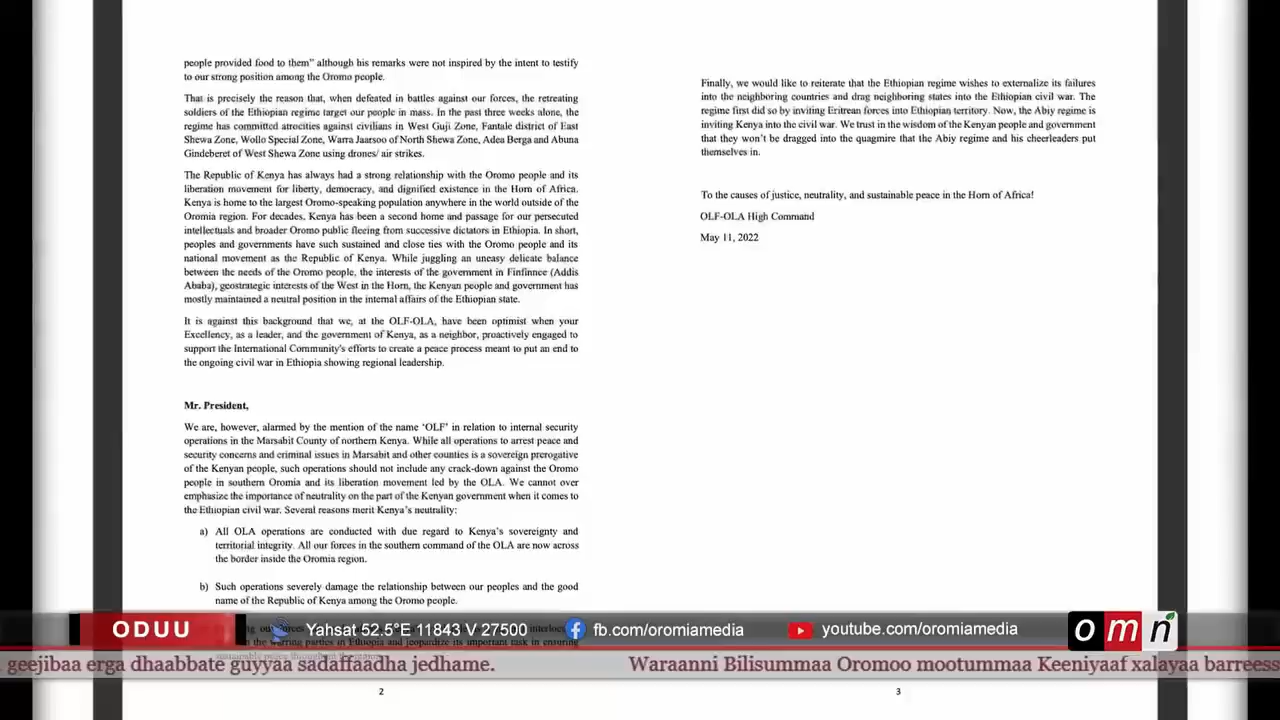 people provided food to them” although his remarks were not inspired by the intent to testify
to our strong position among the Oromo people.
That is precisely the reason that, when defeated in battles against our forces, the retreating
soldiers of the Ethiopian regime target our people in mass. In the past three weeks alone, the
regime has committed atrocities against civilians in West Guji Zone, Fantale district of East
Shewa Zone, Wollo Special Zone, Warra Jaarsoo of North Shewa Zone, Adea Berga and Abuna
Gindeberet of West Shewa Zone using drones/ air strikes.
The Republic of Kenya has always had a strong relationship with the Oromo people and its
liberation movement for liberty, democracy, and dignified existence in the Horn of Africa.
Kenya is home to the largest Oromo-speaking population anywhere in the world outside of the
Oromia region. For decades, Kenya has been a second home and passage for our persecuted
intellectuals and broader Oromo public fleeing from successive dictators in Ethiopia. In short,
peoples and governments have such sustained and close ties with the Oromo people and its
national movement as the Republic of Kenya. While juggling an uneasy delicate balance
between the needs of the Oromo people, the interests of the government in Finfinnee (Addis
Ababa), geostrategic interests of the West in the Horn, the Kenyan people and government has
mostly maintained a neutral position in the internal affairs of the Ethiopian state.
It is against this background that we, at the OLF-OLA, have been optimist when your
Excellency, as a leader, and the government of Kenya, as a neighbor, proactively engaged to
support the International Community's efforts to create a peace process meant to put an end to
the ongoing civil war in Ethiopia showing regional leadership.
Mr. President,
We are, however, alarmed by the mention of the name ‘OLF’ in relation to internal security
operations in the Marsabit County of northern Kenya. While all operations to arrest peace and
security concerns and criminal issues in Marsabit and other counties is a sovereign prerogative
of the Kenyan people, such operations should not include any crack-down against the Oromo
people in southern Oromia and its liberation movement led by the OLA. We cannot over
emphasize the importance of neutrality on the part of the Kenyan government when it comes to
the Ethiopian civil war. Several reasons merit Kenya’s neutrality:
a) All OLA operations are conducted with due regard to Kenya’s sovereignty and
territorial integrity. All our forces in the southern command of the OLA are now across
the border inside the Oromia region.
b) Such operations severely damage the relationship between our peoples and the good
name of the Republic of Kenya among the Oromo people.
2
Finally, we would like to reiterate that the Ethiopian regime wishes to externalize its failures
into the neighboring countries and drag neighboring states into the Ethiopian civil war. The
regime first did so by inviting Eritrean forces into Ethiopian territory. Now, the Abiy regime is
inviting Kenya into the civil war. We trust in the wisdom of the Kenyan people and government
that they won’t be dragged into the quagmire that the Abiy regime and his cheerleaders put
themselves in.
To the causes of justice, neutrality, and sustainable peace in the Horn of Africa!
OLF-OLA High Command
May 11, 2022
3
ODUU
Yahsat 52.5°E 11843 V 27500
fb.com/oromiamedia
youtube.com/oromiamedia
omn
geejibaa erga dhaabbate guyyaa sadaffaadha jedhame.
Waraanni Bilisummaa Oromoo mootummaa Keeniyaaf xalayaa barreess